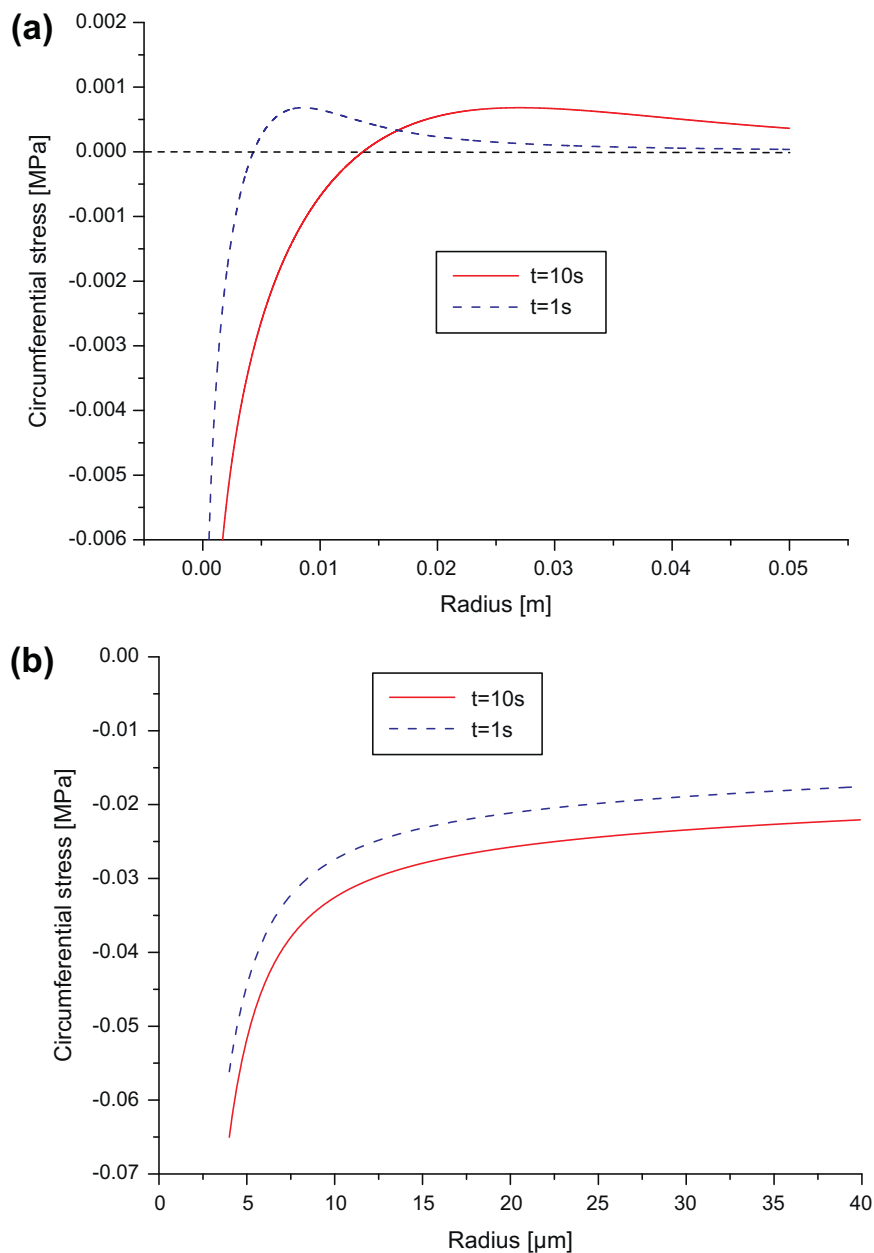 (a)
0.002
0.001
0.000
-0.001
-0.002
-0.003
-0.004
-0.005
-0.006
Circumferential stress [MPa]
t=10s
t=1s
0.00 0.01 0.02 0.03 0.04 0.05
Radius [m]
(b)
0.00
-0.01
-0.02
-0.03
-0.04
-0.05
-0.06
-0.07
Circumferential stress [MPa]
t=10s
t=1s
0 5 10 15 20 25 30 35 40
Radius [µm]